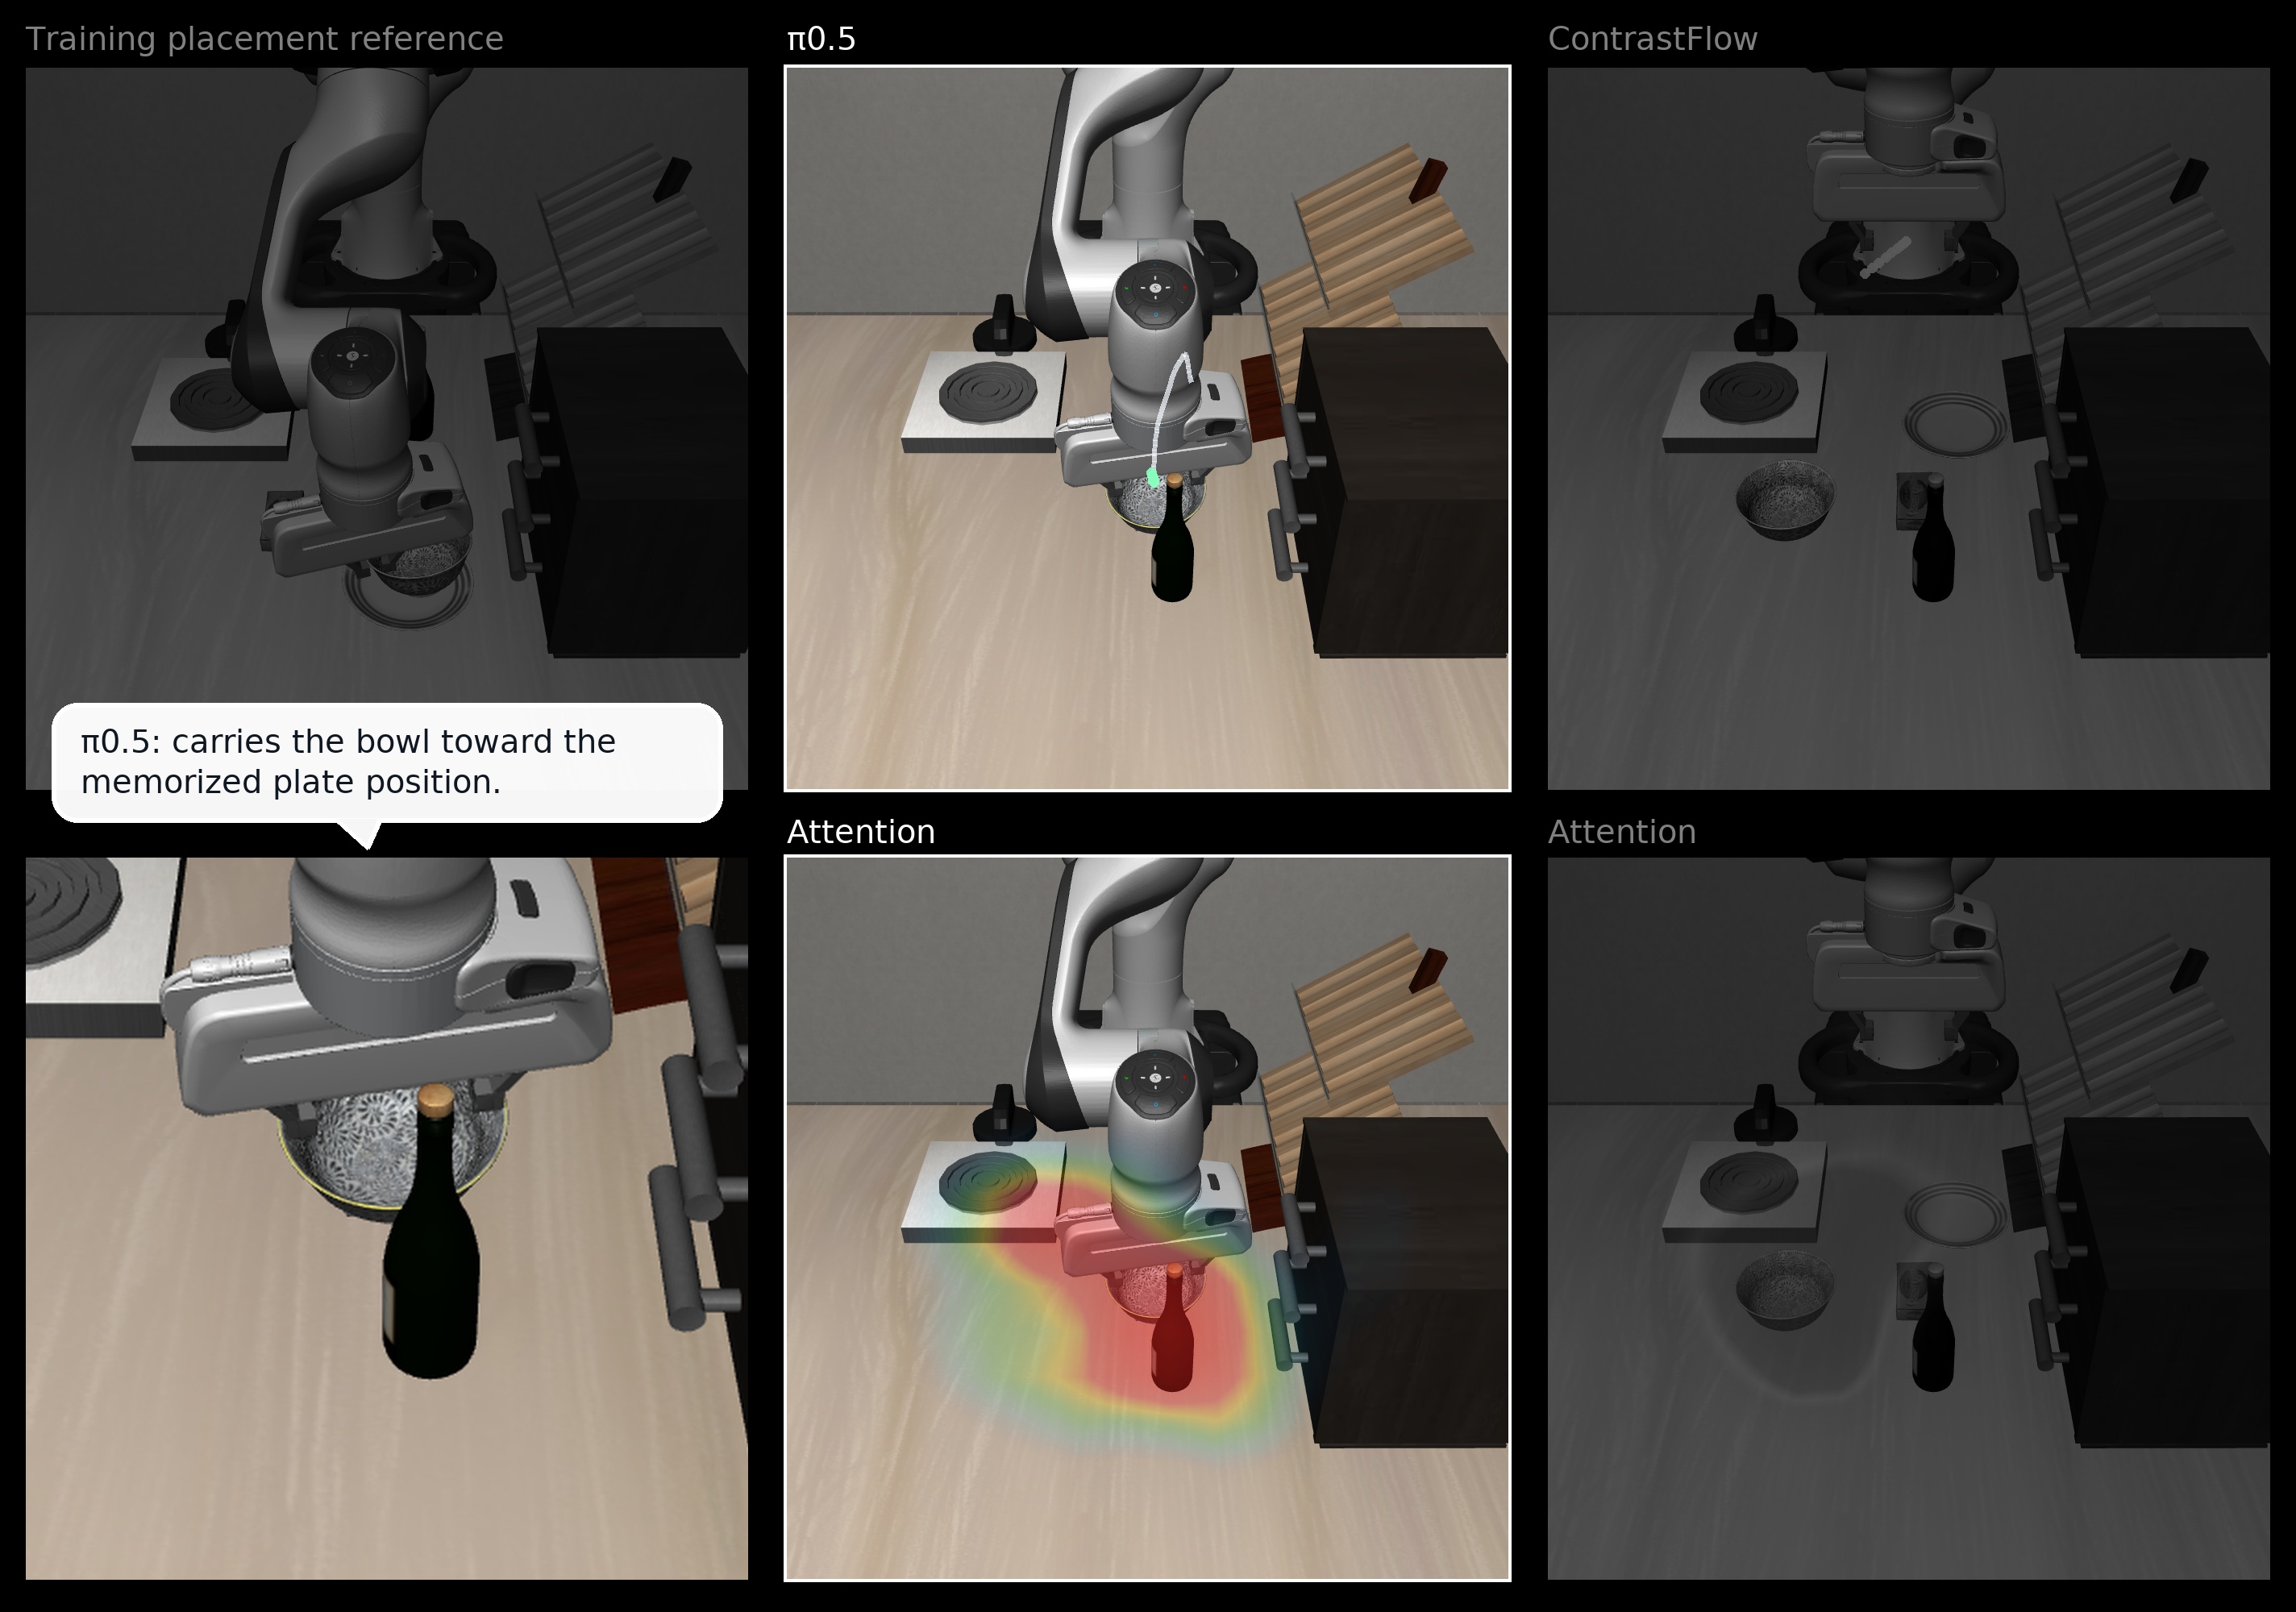 Training placement reference
π0.5
ContrastFlow
π0.5: carries the bowl toward the
memorized plate position.
Attention
Attention